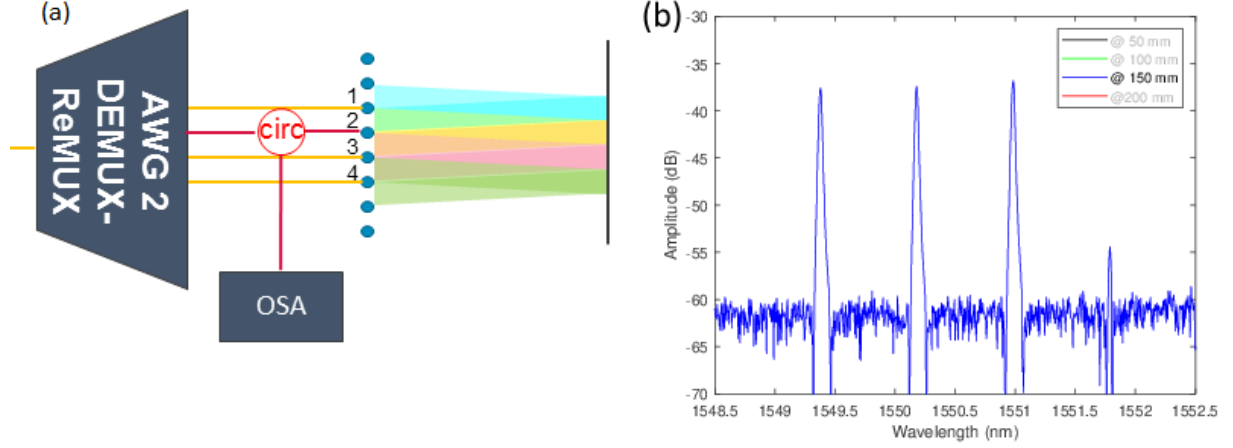 (a)
AWG 2
DEMUX-
ReMUX
circ
1
2
3
4
OSA
(b)
-30
-35
-40
-45
-50
-55
-60
-65
-70
Amplitude (dB)
@ 50 mm
@ 100 mm
@ 150 mm
@200 mm
1548.5
1549
1549.5
1550
1550.5
1551
1551.5
1552
1552.5
Wavelength (nm)